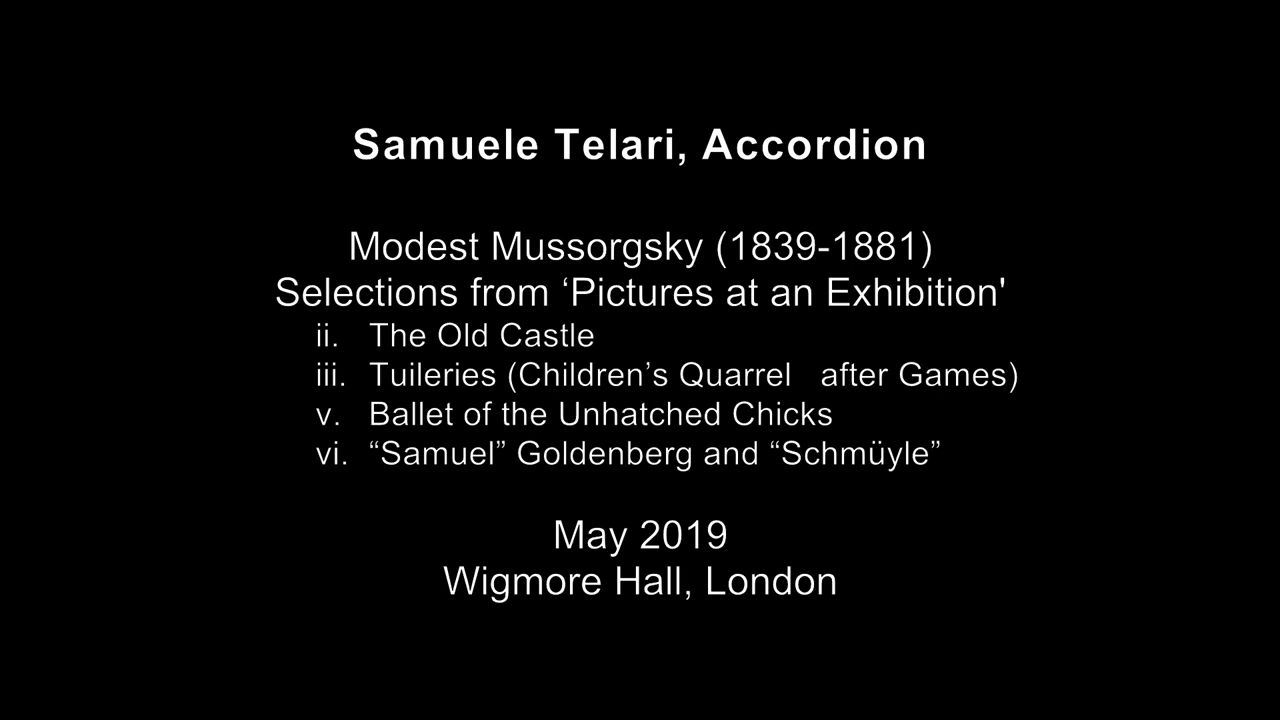 Samuele Telari, Accordion
Modest Mussorgsky (1839-1881)
Selections from ‘Pictures at an Exhibition'
ii. The Old Castle
iii. Tuileries (Children’s Quarrel   after Games)
v. Ballet of the Unhatched Chicks
vi. “Samuel” Goldenberg and “Schmüyle”
May 2019
Wigmore Hall, London